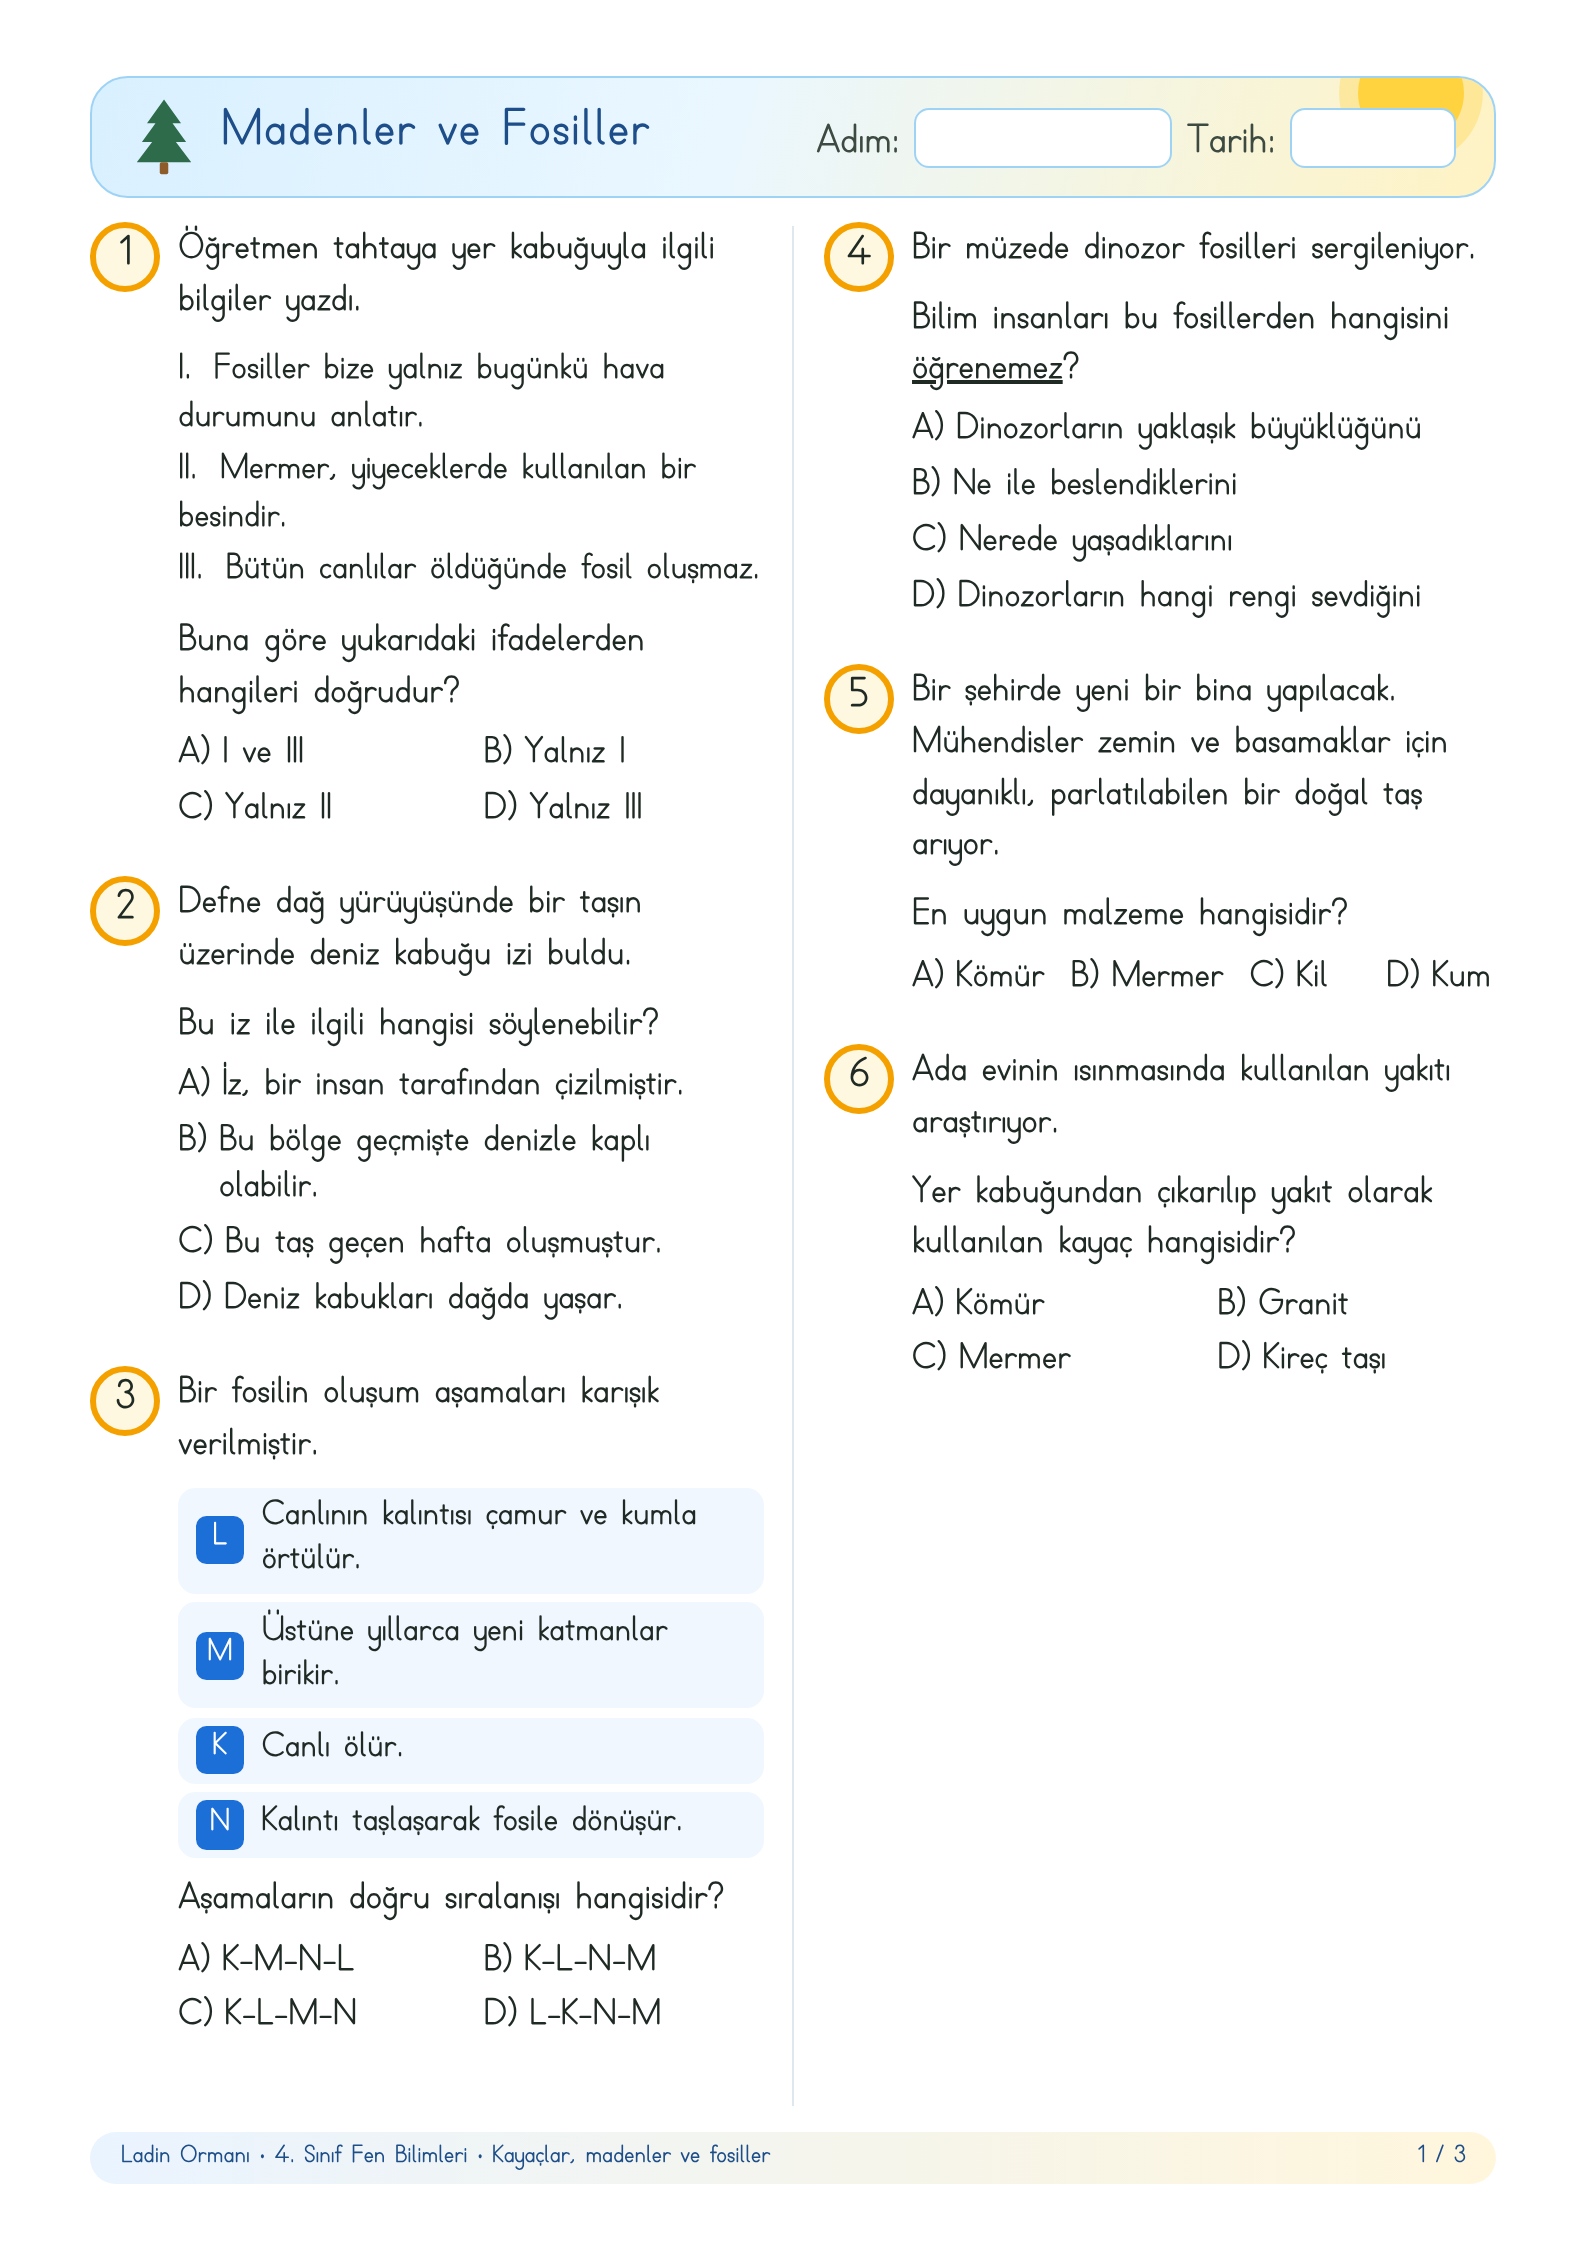 Madenler ve Fosiller
Adım:
Tarih:
1
Öğretmen tahtaya yer kabuğuyla ilgili
bilgiler yazdı.
I. Fosiller bize yalnız bugünkü hava
durumunu anlatır.
II. Mermer, yiyeceklerde kullanılan bir
besindir.
III. Bütün canlılar öldüğünde fosil oluşmaz.
Buna göre yukarıdaki ifadelerden
hangileri doğrudur?
A) I ve III B) Yalnız I
C) Yalnız II D) Yalnız III
2
Defne dağ yürüyüşünde bir taşın
üzerinde deniz kabuğu izi buldu.
Bu iz ile ilgili hangisi söylenebilir?
A) İz, bir insan tarafından çizilmiştir.
B) Bu bölge geçmişte denizle kaplı
olabilir.
C) Bu taş geçen hafta oluşmuştur.
D) Deniz kabukları dağda yaşar.
3
Bir fosilin oluşum aşamaları karışık
verilmiştir.
L Canlının kalıntısı çamur ve kumla
örtülür.
M Üstüne yıllarca yeni katmanlar
birikir.
K Canlı ölür.
N Kalıntı taşlaşarak fosile dönüşür.
Aşamaların doğru sıralanışı hangisidir?
A) K-M-N-L B) K-L-N-M
C) K-L-M-N D) L-K-N-M
4
Bir müzede dinozor fosilleri sergileniyor.
Bilim insanları bu fosillerden hangisini
öğrenemez?
A) Dinozorların yaklaşık büyüklüğünü
B) Ne ile beslendiklerini
C) Nerede yaşadıklarını
D) Dinozorların hangi rengi sevdiğini
5
Bir şehirde yeni bir bina yapılacak.
Mühendisler zemin ve basamaklar için
dayanıklı, parlatılabilen bir doğal taş
arıyor.
En uygun malzeme hangisidir?
A) Kömür B) Mermer C) Kil D) Kum
6
Ada evinin ısınmasında kullanılan yakıtı
araştırıyor.
Yer kabuğundan çıkarılıp yakıt olarak
kullanılan kayaç hangisidir?
A) Kömür B) Granit
C) Mermer D) Kireç taşı
Ladin Ormanı • 4. Sınıf Fen Bilimleri • Kayaçlar, madenler ve fosiller
1 / 3